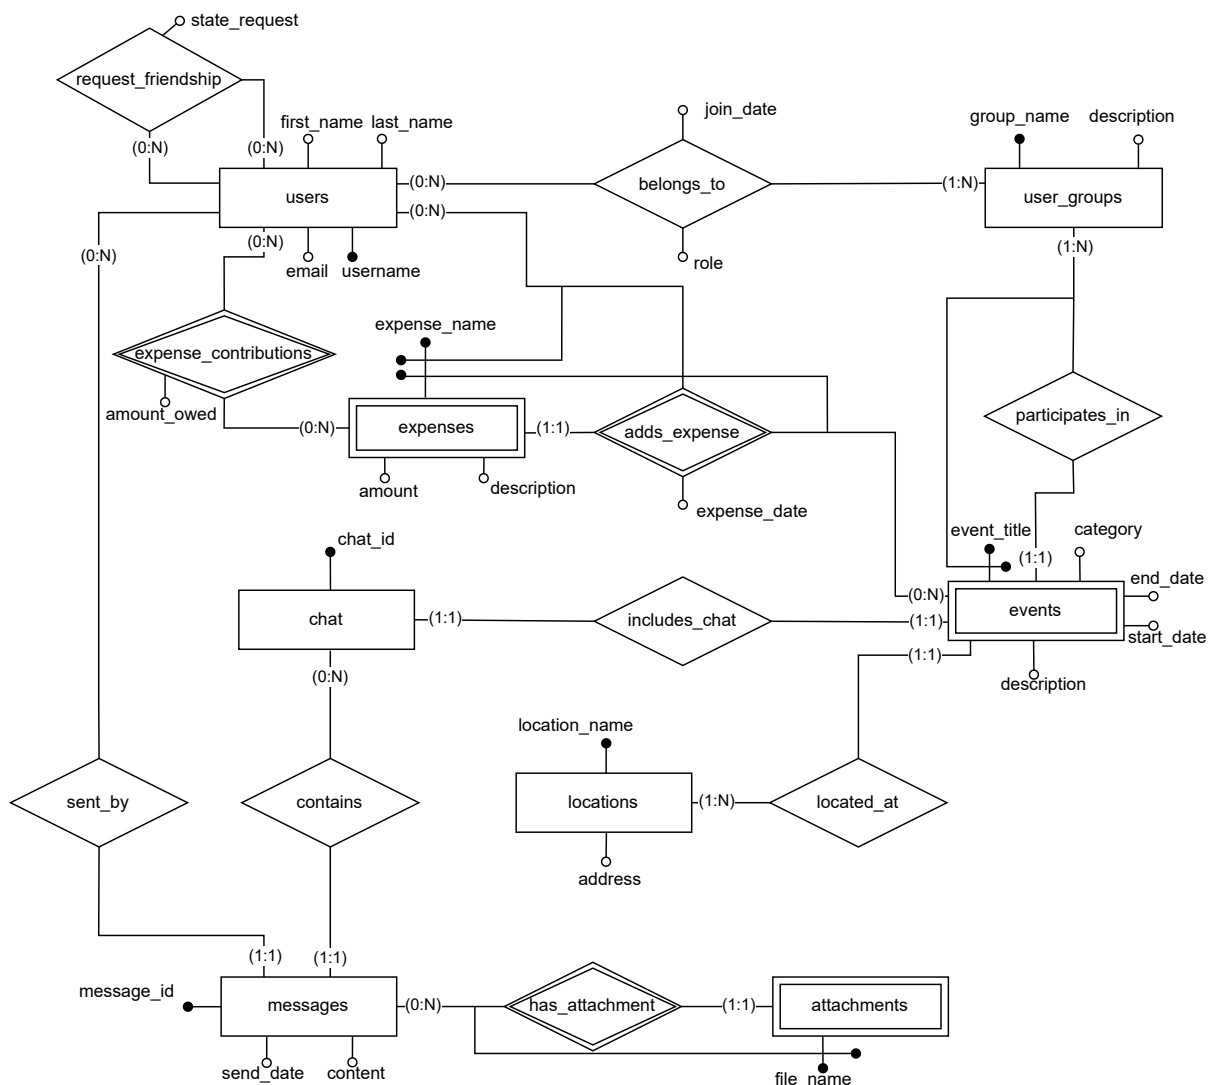 state_request
request_friendship
first_name
last_name
join_date
group_name
description
(0:N)
(0:N)
users
(0:N)
belongs_to
(1:N)
user_groups
(0:N)
(0:N)
(0:N)
email
username
role
(1:N)
expense_name
expense_contributions
amount_owed
(0:N)
expenses
(1:1)
adds_expense
participates_in
amount
description
expense_date
chat_id
event_title
category
(1:1)
end_date
(0:N)
events
chat
(1:1)
includes_chat
(1:1)
start_date
(1:1)
(0:N)
description
location_name
sent_by
contains
locations
(1:N)
located_at
address
(1:1)
(1:1)
message_id
messages
(0:N)
has_attachment
(1:1)
attachments
send_date
content
file_name